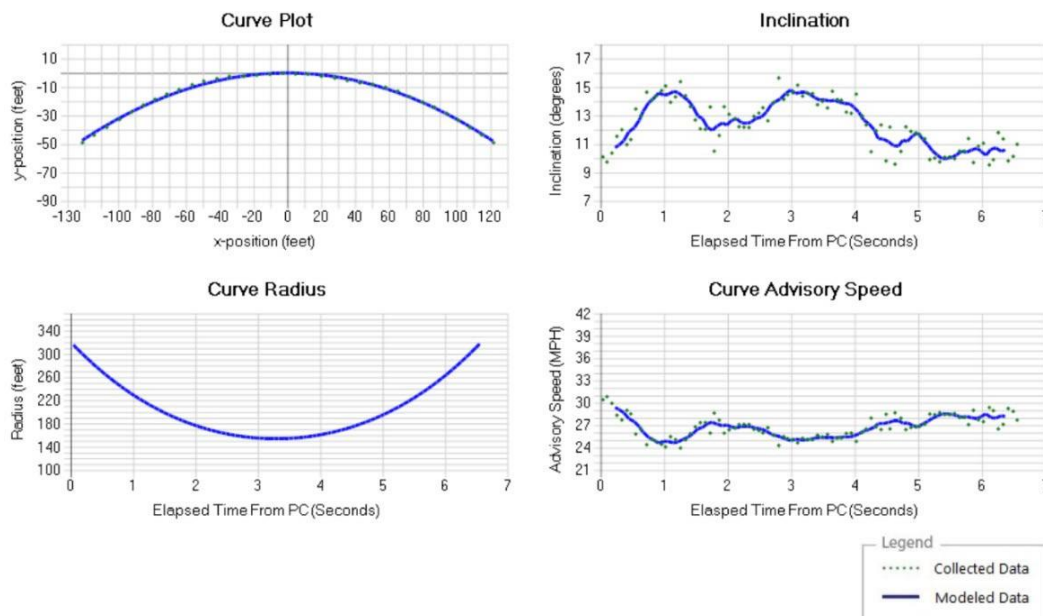 Curve Plot
10
-10
-30
-50
-70
-90
-130 -100 -80 -60 -40 -20 0 20 40 60 80 100 120
y-position (feet)
x-position (feet)
Inclination
17
15
13
11
9
7
0 1 2 3 4 5 6 7
Inclination (degrees)
Elapsed Time From PC(Seconds)
Curve Radius
340
300
260
220
180
140
100
0 1 2 3 4 5 6 7
Radius (feet)
Elapsed Time From PC(Seconds)
Curve Advisory Speed
42
39
36
33
30
27
24
21
0 1 2 3 4 5 6 7
Advisory Speed (MPH)
Elapsed Time From PC(Seconds)
Legend
Collected Data
Modeled Data